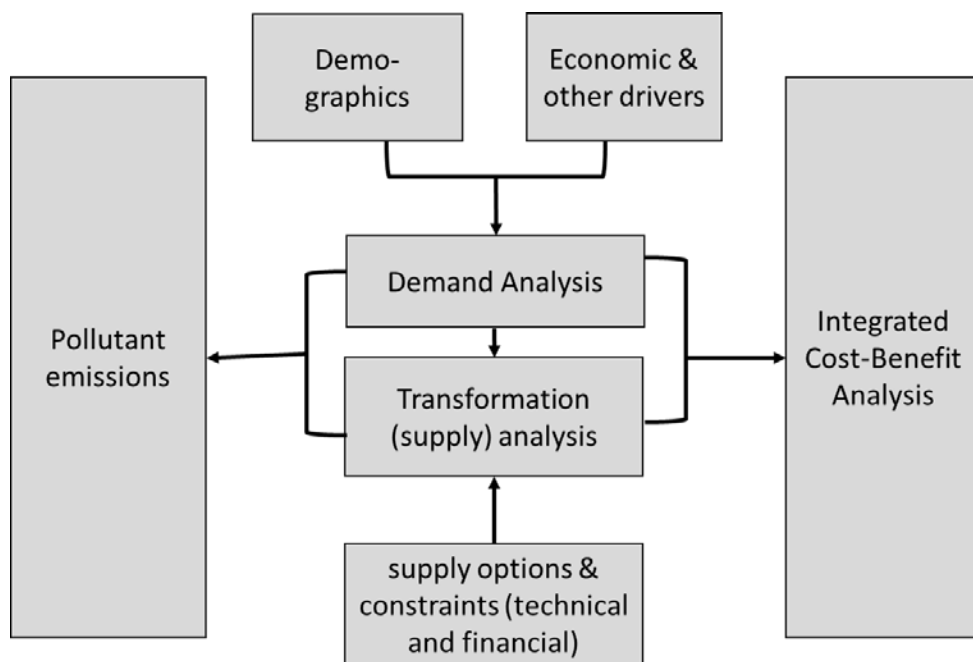 Demo-
graphics
Economic &
other drivers
Demand Analysis
Pollutant
emissions
Transformation
(supply) analysis
Integrated
Cost-Benefit
Analysis
supply options &
constraints (technical
and financial)